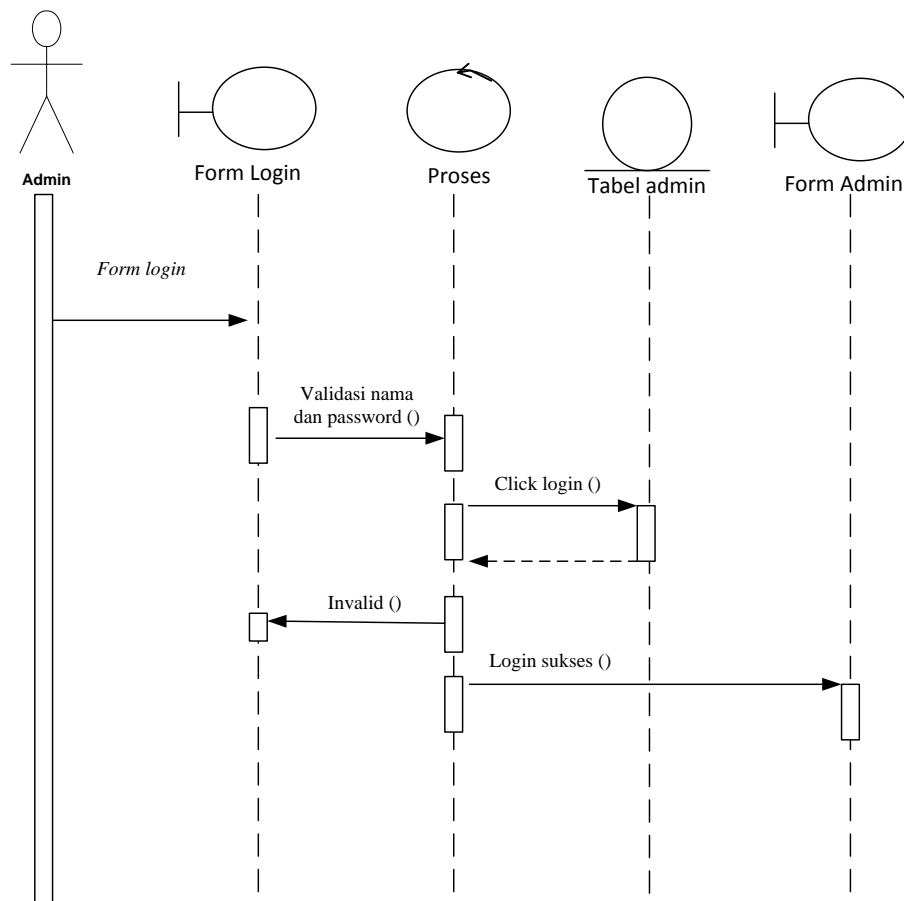 Admin
Form Login
Proses
Tabel admin
Form Admin
Form login
Validasi nama
dan password ()
Click login ()
Invalid ()
Login sukses ()